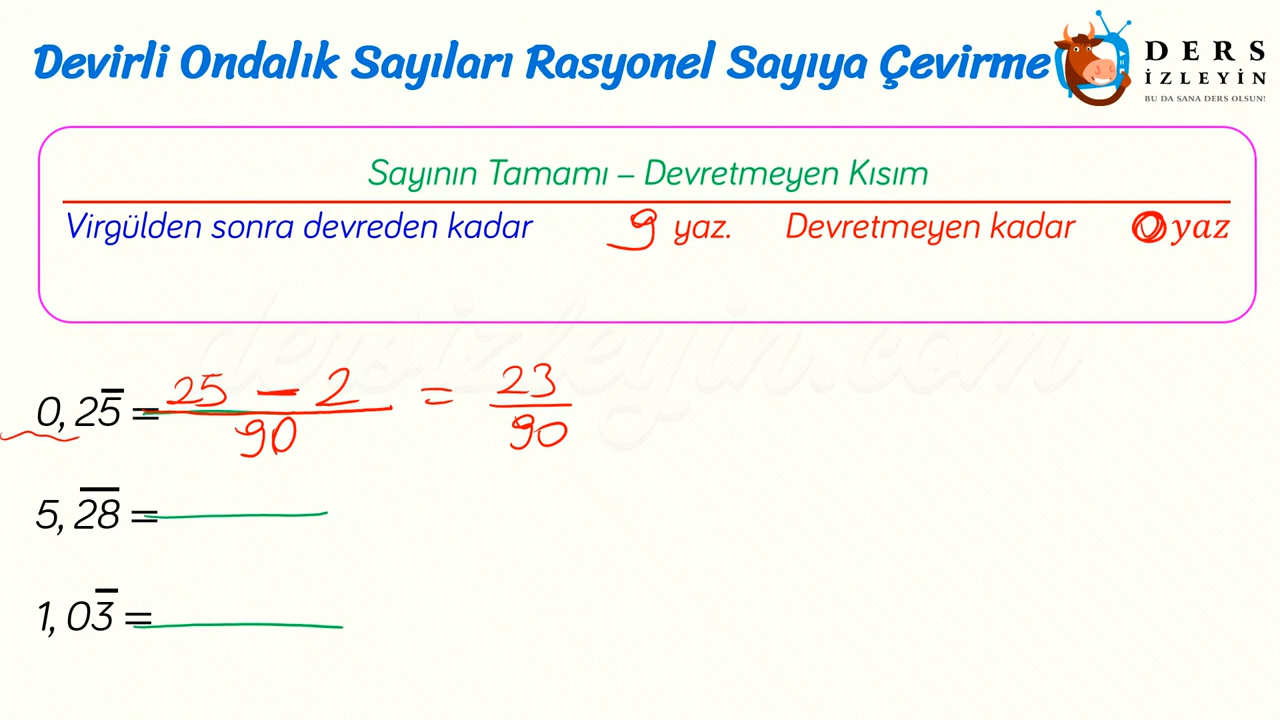 Devirli Ondalık Sayıları Rasyonel Sayıya Çevirme
DERS
İZLEYİN
BU DA SANA DERS OLSUN!
Sayının Tamamı – Devretmeyen Kısım
Virgülden sonra devreden kadar 9 yaz. Devretmeyen kadar 0 yaz
dersizleyin.com
0,25̅ = 25 – 2 / 90 = 23 / 90
5,2̅8̅ =
1,03̅ =